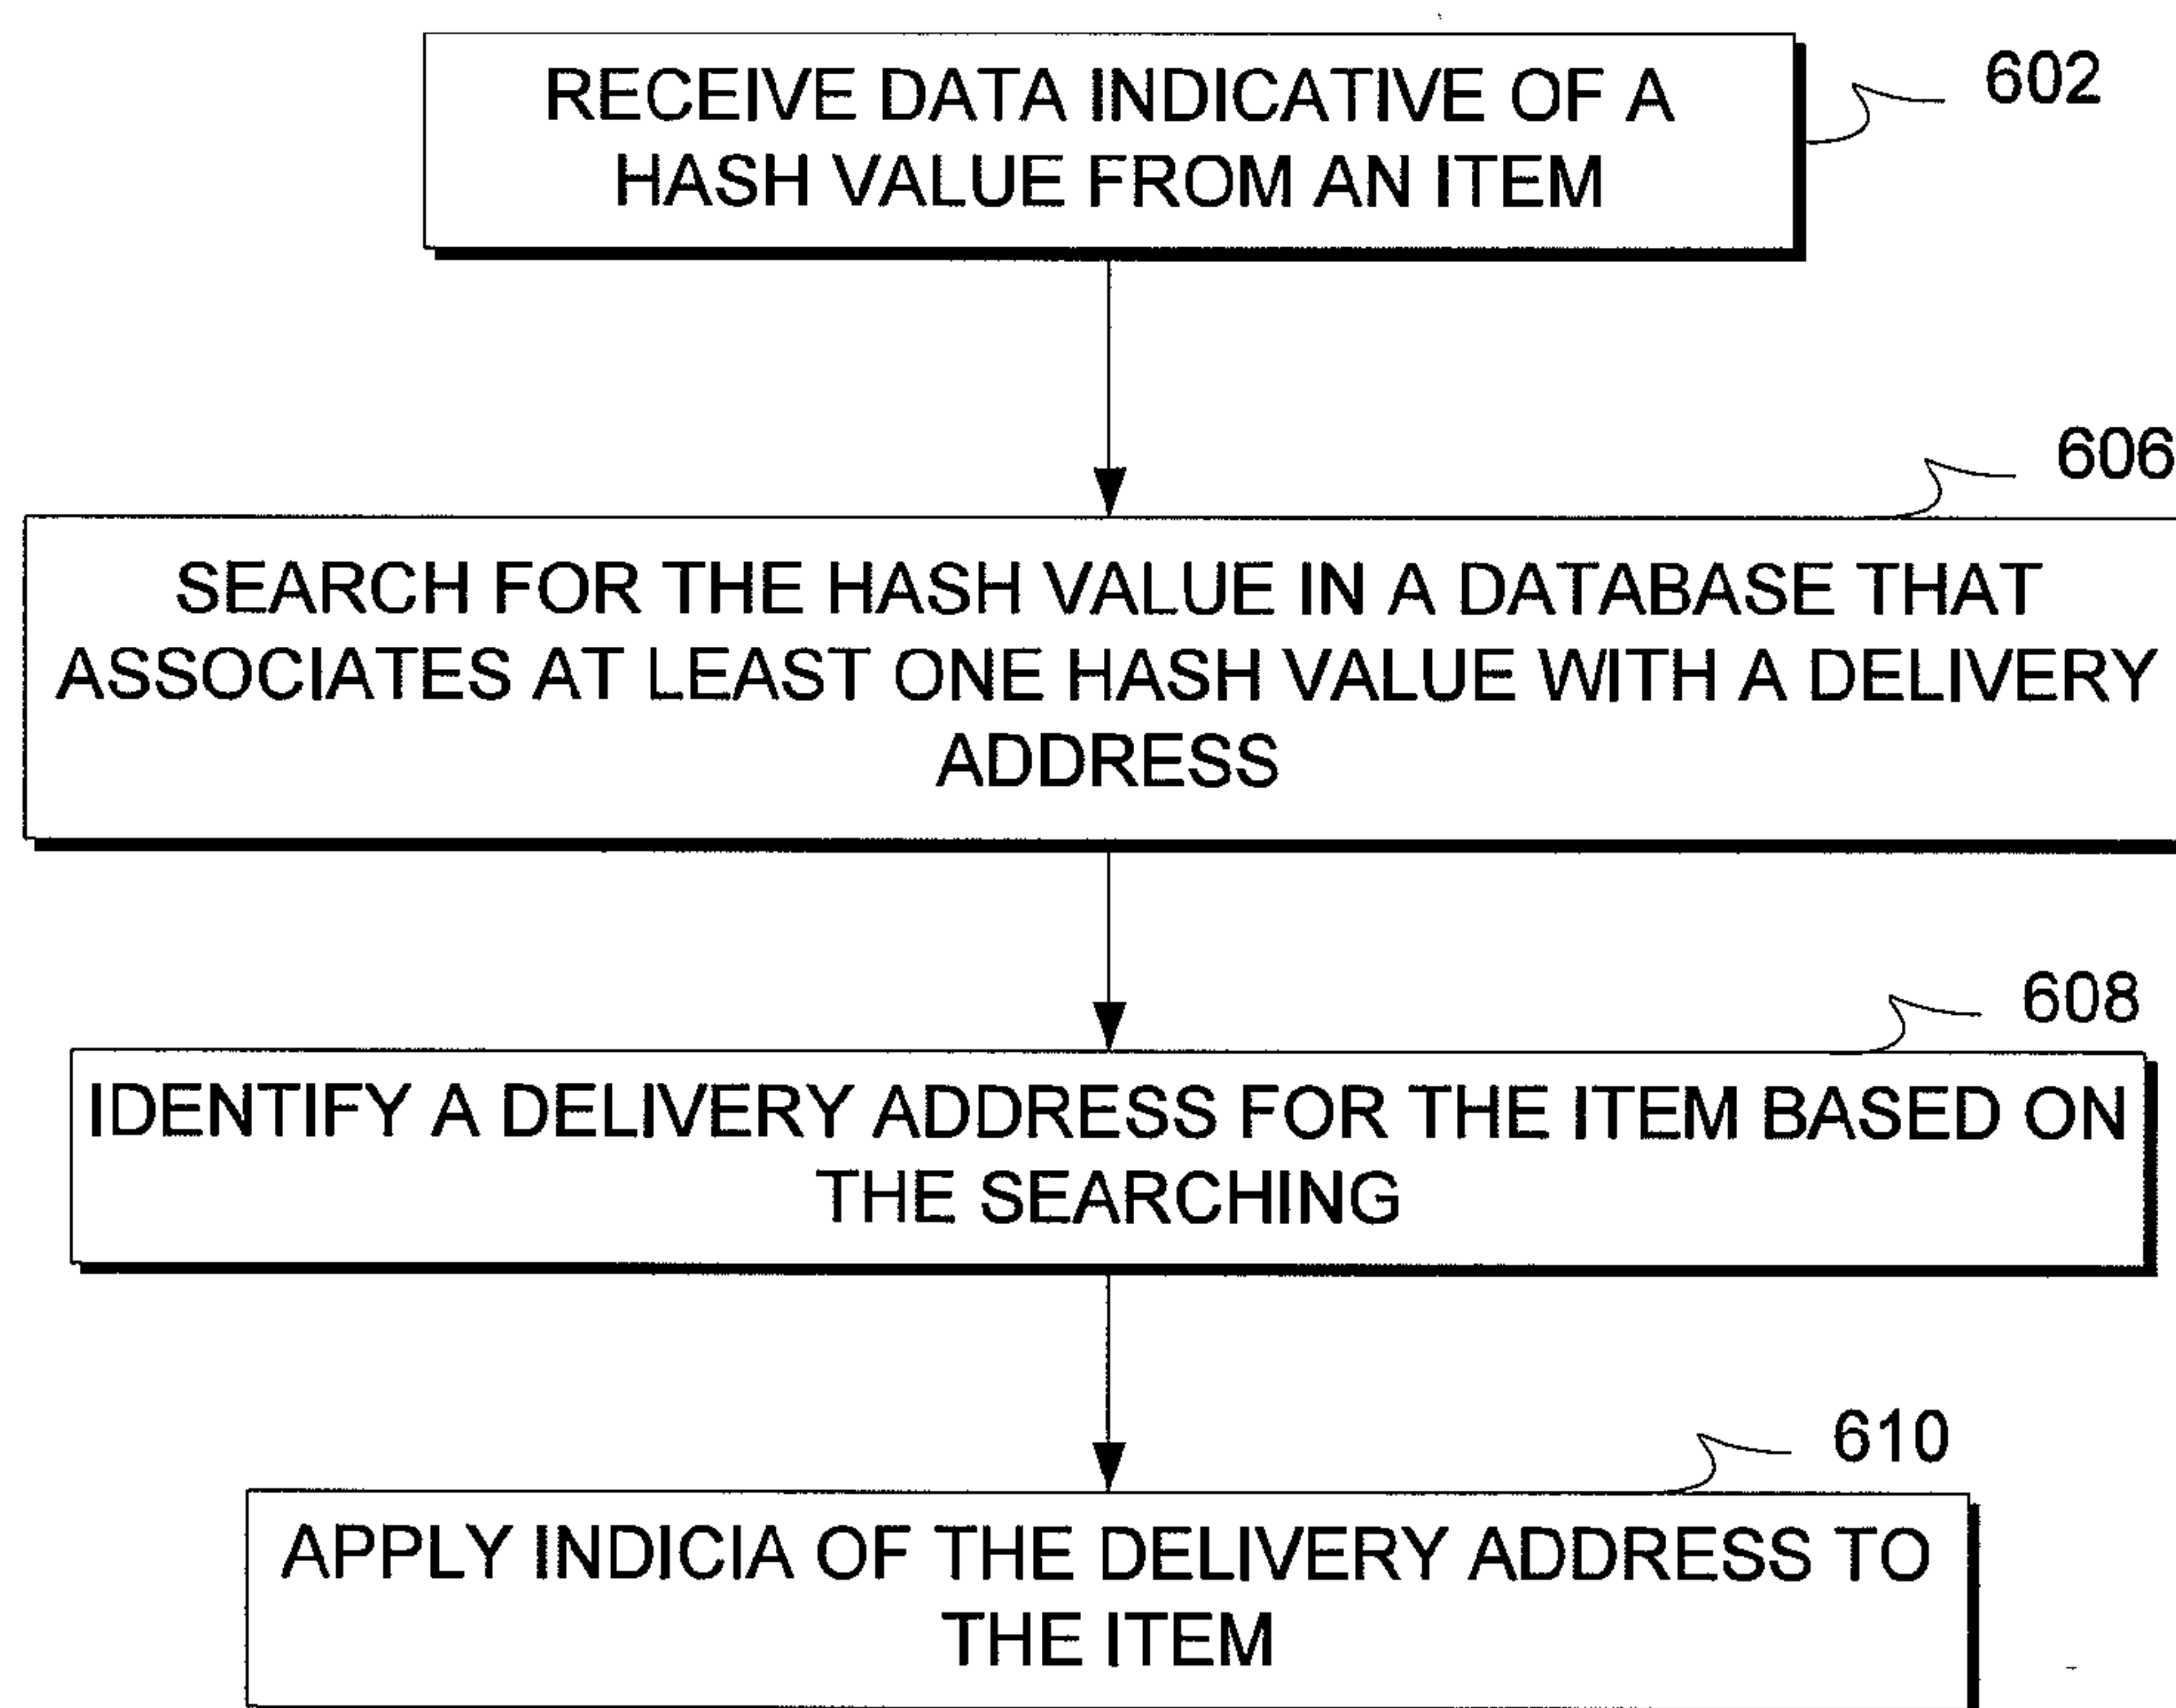 RECEIVE DATA INDICATIVE OF A
HASH VALUE FROM AN ITEM
602
606
SEARCH FOR THE HASH VALUE IN A DATABASE THAT
ASSOCIATES AT LEAST ONE HASH VALUE WITH A DELIVERY
ADDRESS
608
IDENTIFY A DELIVERY ADDRESS FOR THE ITEM BASED ON
THE SEARCHING
610
APPLY INDICIA OF THE DELIVERY ADDRESS TO
THE ITEM